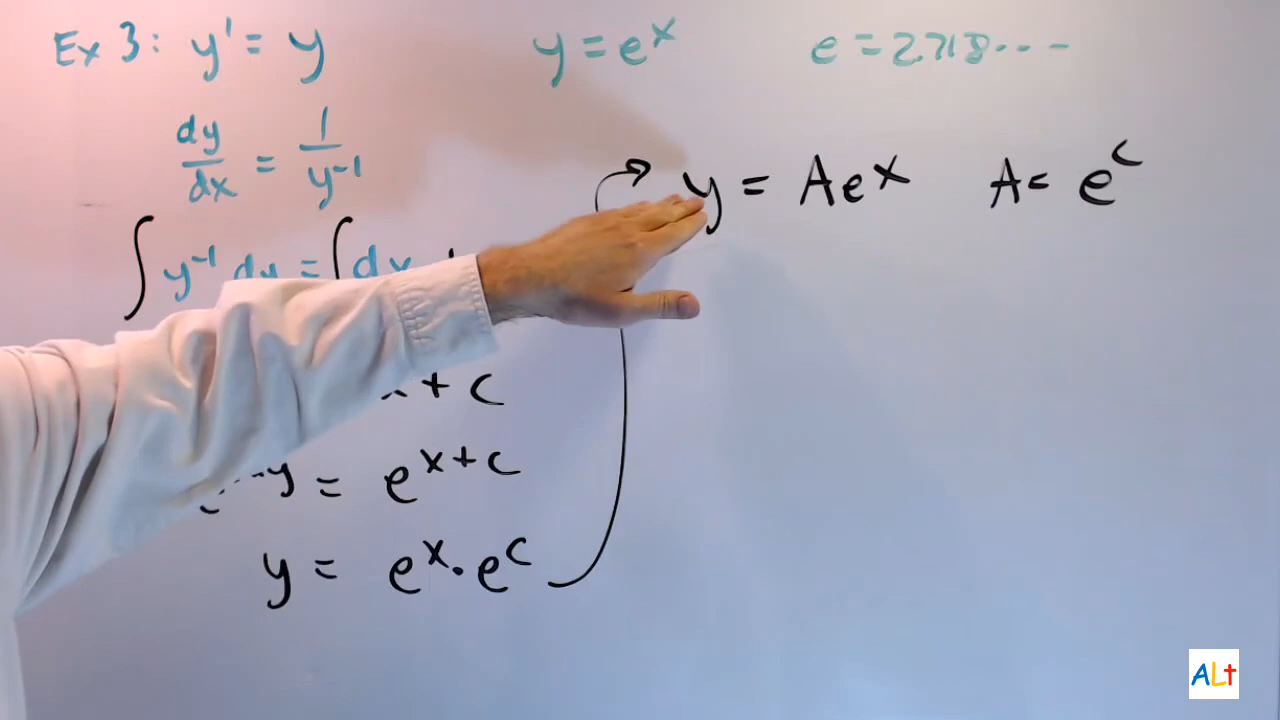 Ex 3: y' = y
y = e^x
e = 2.718...--
dy/dx = 1/y^-1
∫ y^-1 dy = ∫ dx
x + c
y = e^x+c
y = e^x · e^c
y = Ae^x
A = e^c
ALt